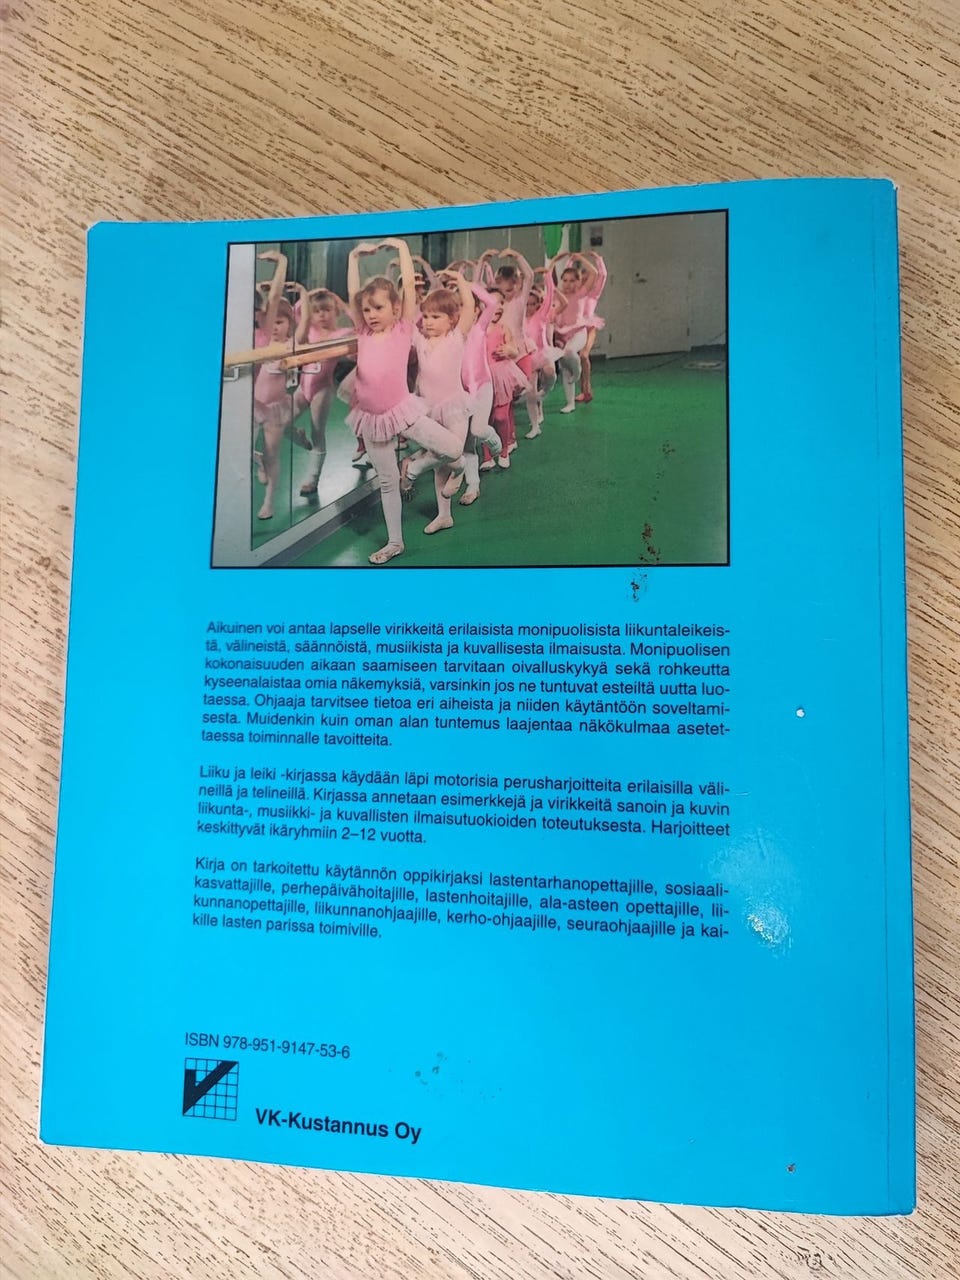 Aikuinen voi antaa lapselle virikkeitä erilaisista monipuolisista liikuntaleikeis-
tä, välineistä, säännöistä, musiikista ja kuvallisesta ilmaisusta. Monipuolisen
kokonaisuuden aikaan saamiseen tarvitaan oivalluskykyä sekä rohkeutta
kyseenalaistaa omia näkemyksiä, varsinkin jos ne tuntuvat esteiltä uutta luo-
taessa. Ohjaaja tarvitsee tietoa eri aiheista ja niiden käytäntöön soveltami-
sesta. Muidenkin kuin oman alan tuntemus laajentaa näkökulmaa asetet-
taessa toiminnalle tavoitteita.
Liiku ja leiki -kirjassa käydään läpi motorisia perusharjoitteita erilaisilla väli-
neillä ja telineillä. Kirjassa annetaan esimerkkejä ja virikkeitä sanoin ja kuvin
liikunta-, musiikki- ja kuvallisten ilmaisutuokioiden toteutuksesta. Harjoitteet
keskittyvät ikäryhmiin 2–12 vuotta.
Kirja on tarkoitettu käytännön oppikirjaksi lastentarhanopettajille, sosiaali-
kasvattajille, perhepäivähoitajille, lastenhoitajille, ala-asteen opettajille, lii-
kunnanopettajille, liikunnanohjaajille, kerho-ohjaajille, seuraohjaajille ja kai-
kille lasten parissa toimiville.
ISBN 978-951-9147-53-6
VK-Kustannus Oy